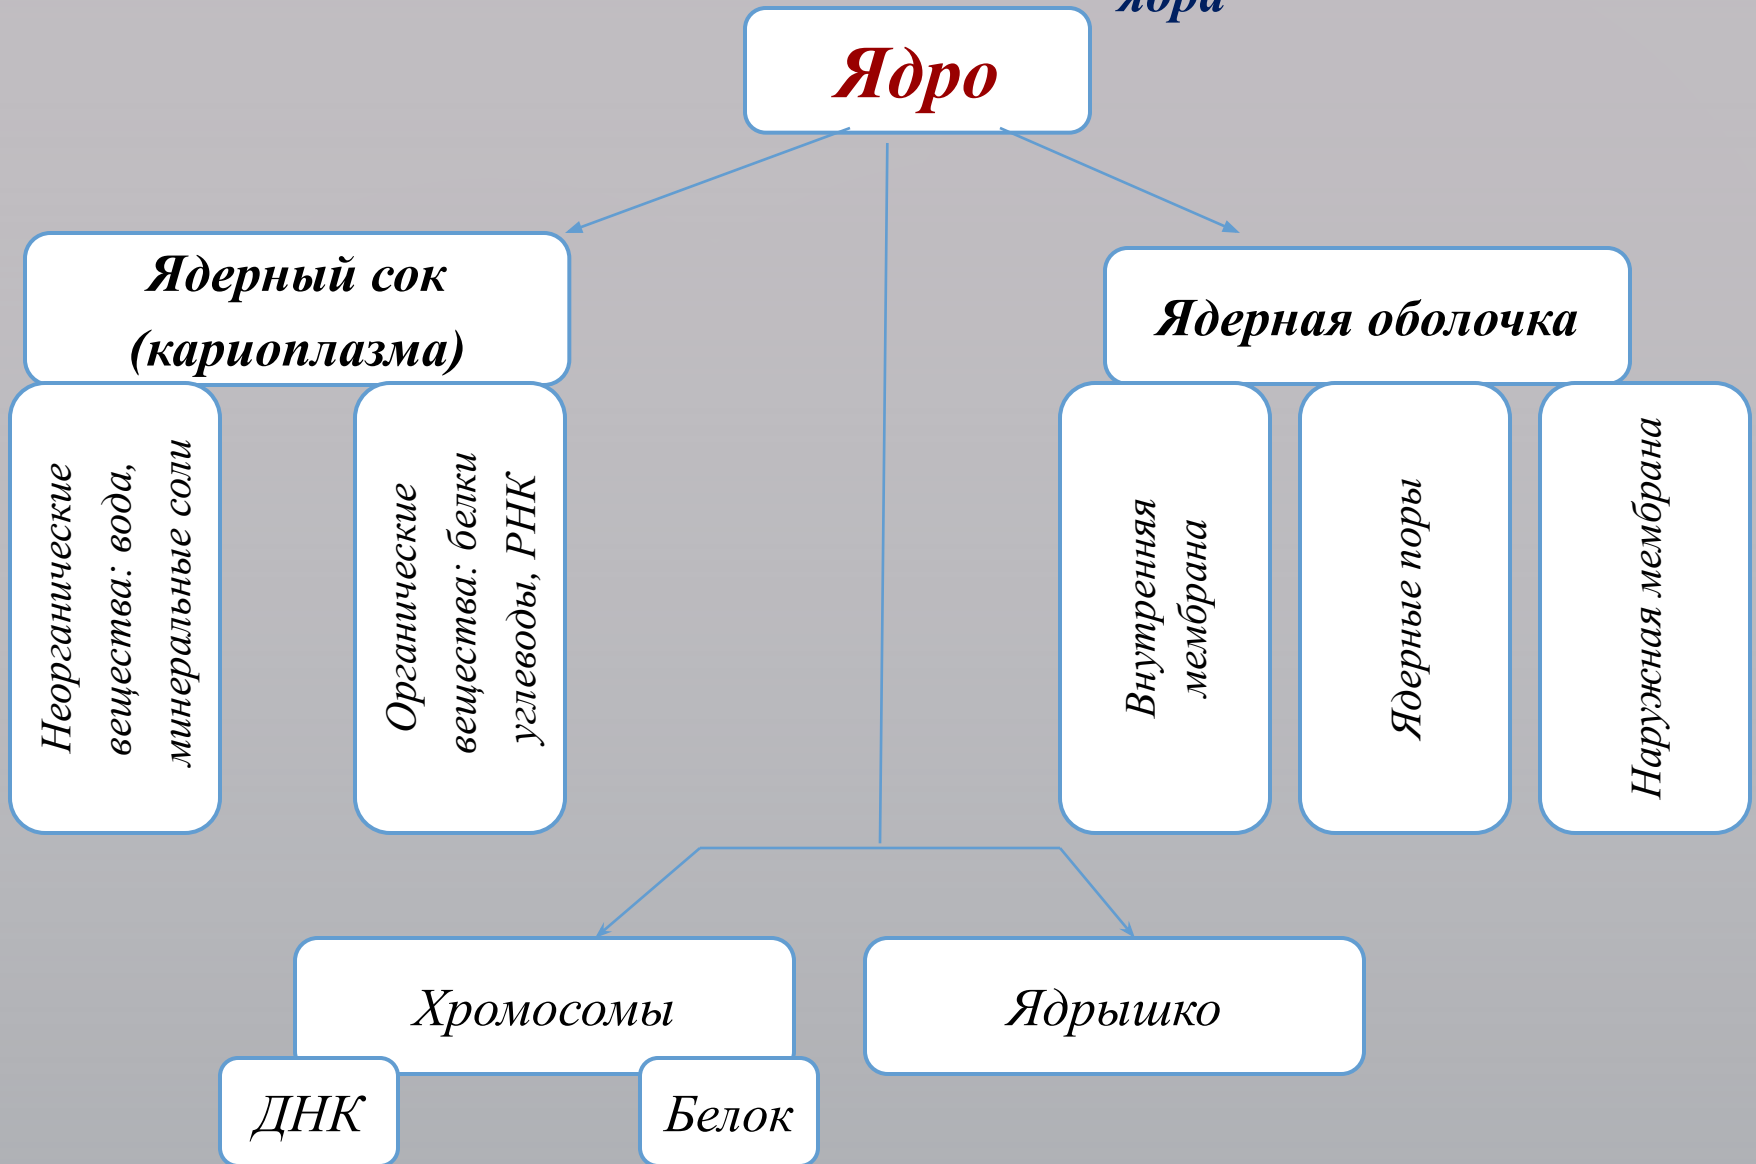 ядра
Ядро
Ядерный сок
(кариоплазма)
Ядерная оболочка
Неорганические
вещества: вода,
минеральные соли
Органические
вещества: белки
углеводы, РНК
Внутренняя
мембрана
Ядерные поры
Наружная мембрана
Хромосомы
Ядрышко
ДНК
Белок